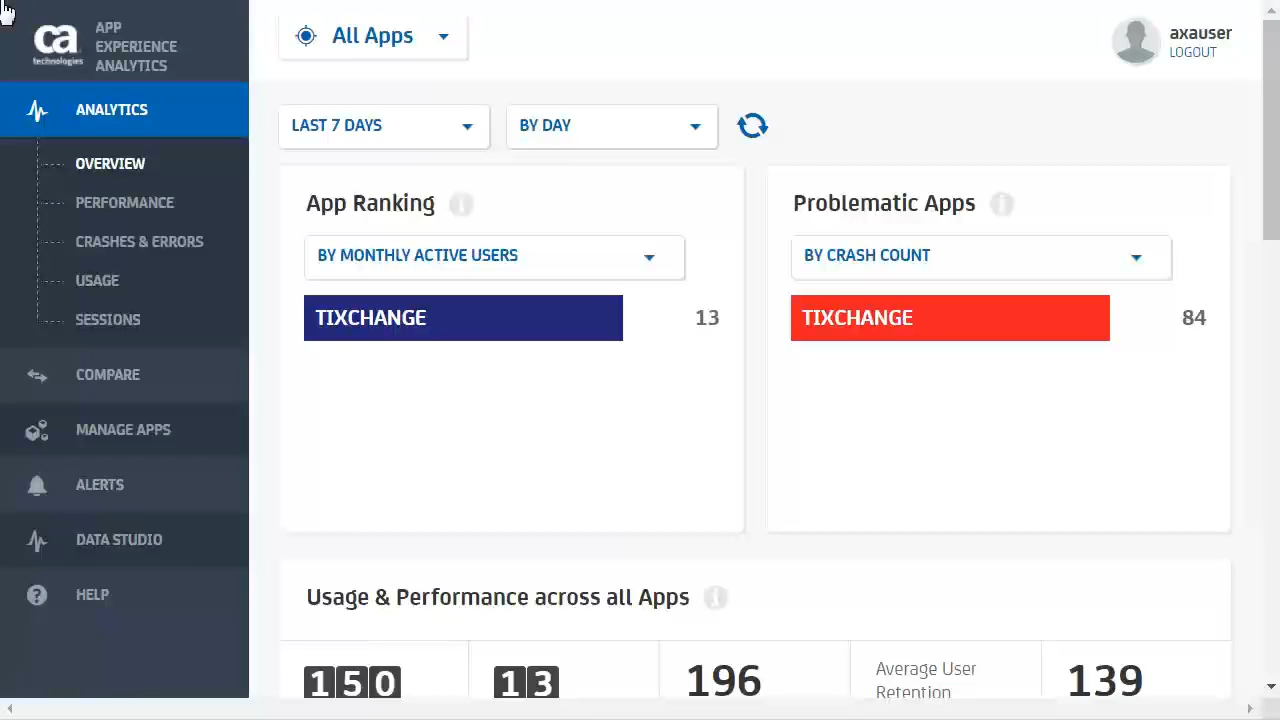 ca
technologies
APP
EXPERIENCE
ANALYTICS
ANALYTICS
OVERVIEW
PERFORMANCE
CRASHES & ERRORS
USAGE
SESSIONS
COMPARE
MANAGE APPS
ALERTS
DATA STUDIO
HELP
All Apps
axauser
LOGOUT
LAST 7 DAYS
BY DAY
App Ranking
BY MONTHLY ACTIVE USERS
TIXCHANGE 13
Problematic Apps
BY CRASH COUNT
TIXCHANGE 84
Usage & Performance across all Apps
150
13
196
Average User
Retention
139